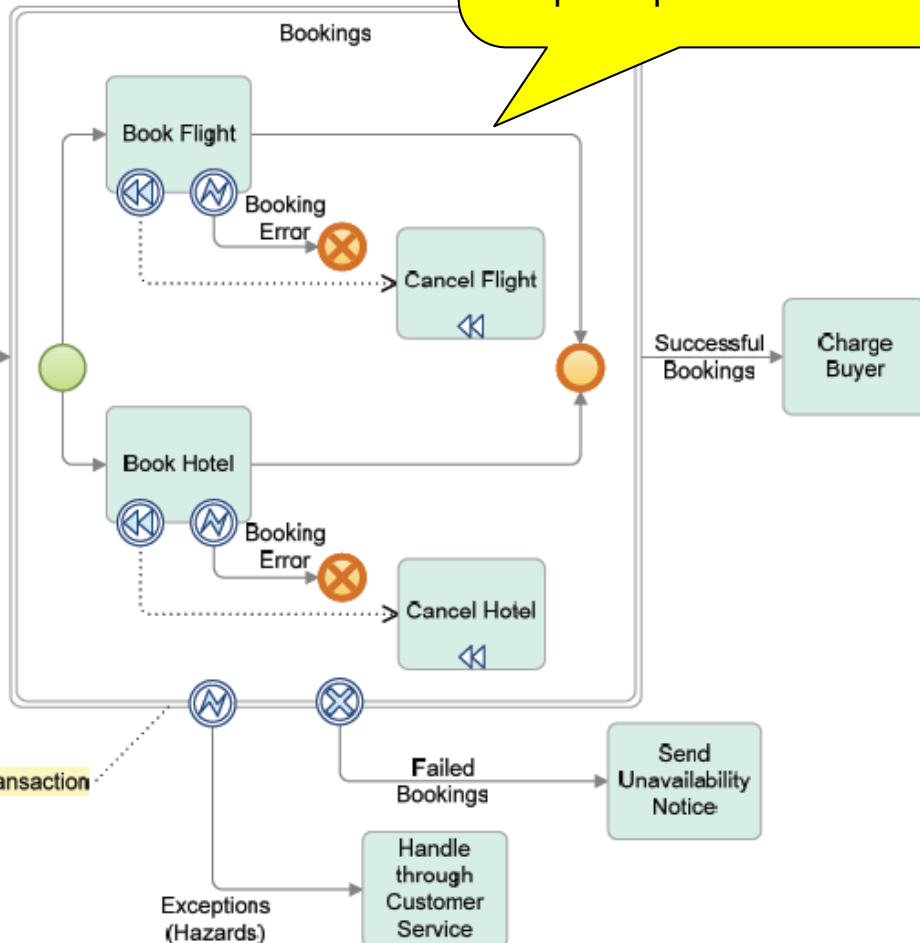 Bookings
Book Flight
Booking
Error
Cancel Flight
Successful
Bookings
Charge
Buyer
Book Hotel
Booking
Error
Cancel Hotel
Failed
Bookings
Send
Unavailability
Notice
Handle
through
Customer
Service
Exceptions
(Hazards)